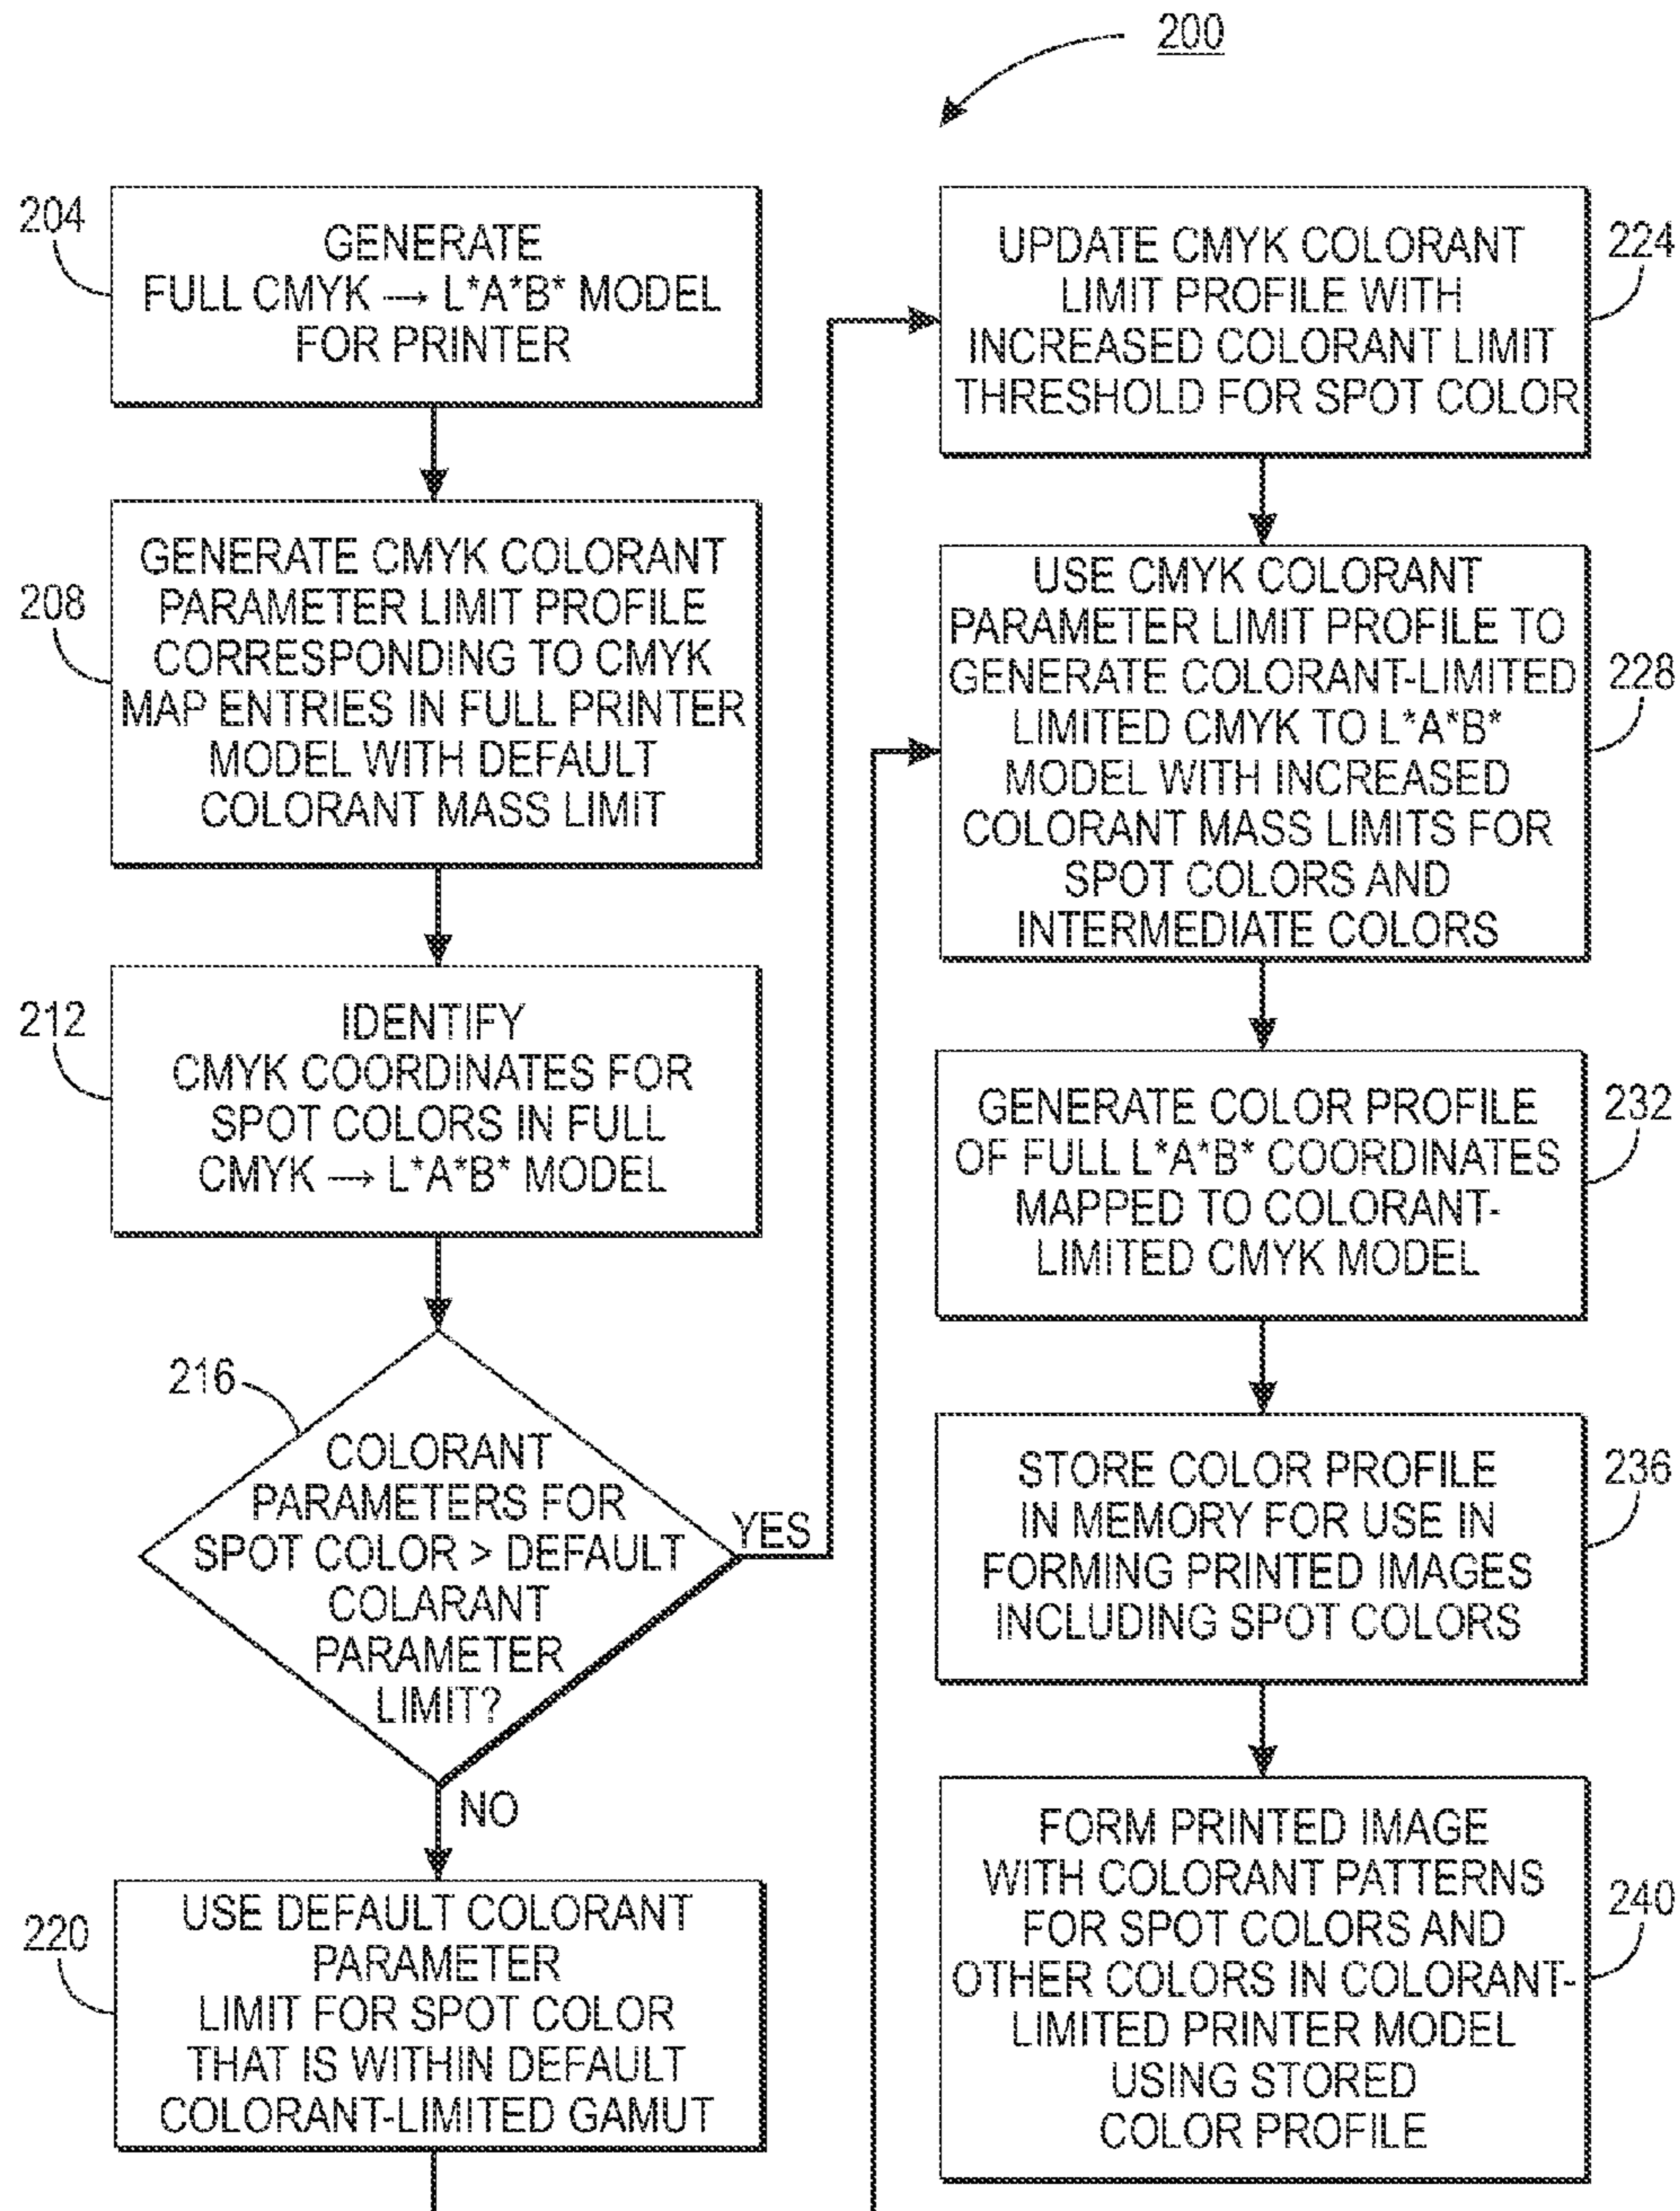 200
204
GENERATE
FULL CMYK → L*A*B* MODEL
FOR PRINTER
208
GENERATE CMYK COLORANT
PARAMETER LIMIT PROFILE
CORRESPONDING TO CMYK
MAP ENTRIES IN FULL PRINTER
MODEL WITH DEFAULT
COLORANT MASS LIMIT
212
IDENTIFY
CMYK COORDINATES FOR
SPOT COLORS IN FULL
CMYK → L*A*B* MODEL
216
COLORANT
PARAMETERS FOR
SPOT COLOR > DEFAULT
COLARANT
PARAMETER
LIMIT?
YES
NO
220
USE DEFAULT COLORANT
PARAMETER
LIMIT FOR SPOT COLOR
THAT IS WITHIN DEFAULT
COLORANT-LIMITED GAMUT
UPDATE CMYK COLORANT
LIMIT PROFILE WITH
INCREASED COLORANT LIMIT
THRESHOLD FOR SPOT COLOR
224
USE CMYK COLORANT
PARAMETER LIMIT PROFILE TO
GENERATE COLORANT-LIMITED
LIMITED CMYK TO L*A*B*
MODEL WITH INCREASED
COLORANT MASS LIMITS FOR
SPOT COLORS AND
INTERMEDIATE COLORS
228
GENERATE COLOR PROFILE
OF FULL L*A*B* COORDINATES
MAPPED TO COLORANT-
LIMITED CMYK MODEL
232
STORE COLOR PROFILE
IN MEMORY FOR USE IN
FORMING PRINTED IMAGES
INCLUDING SPOT COLORS
236
FORM PRINTED IMAGE
WITH COLORANT PATTERNS
FOR SPOT COLORS AND
OTHER COLORS IN COLORANT-
LIMITED PRINTER MODEL
USING STORED
COLOR PROFILE
240